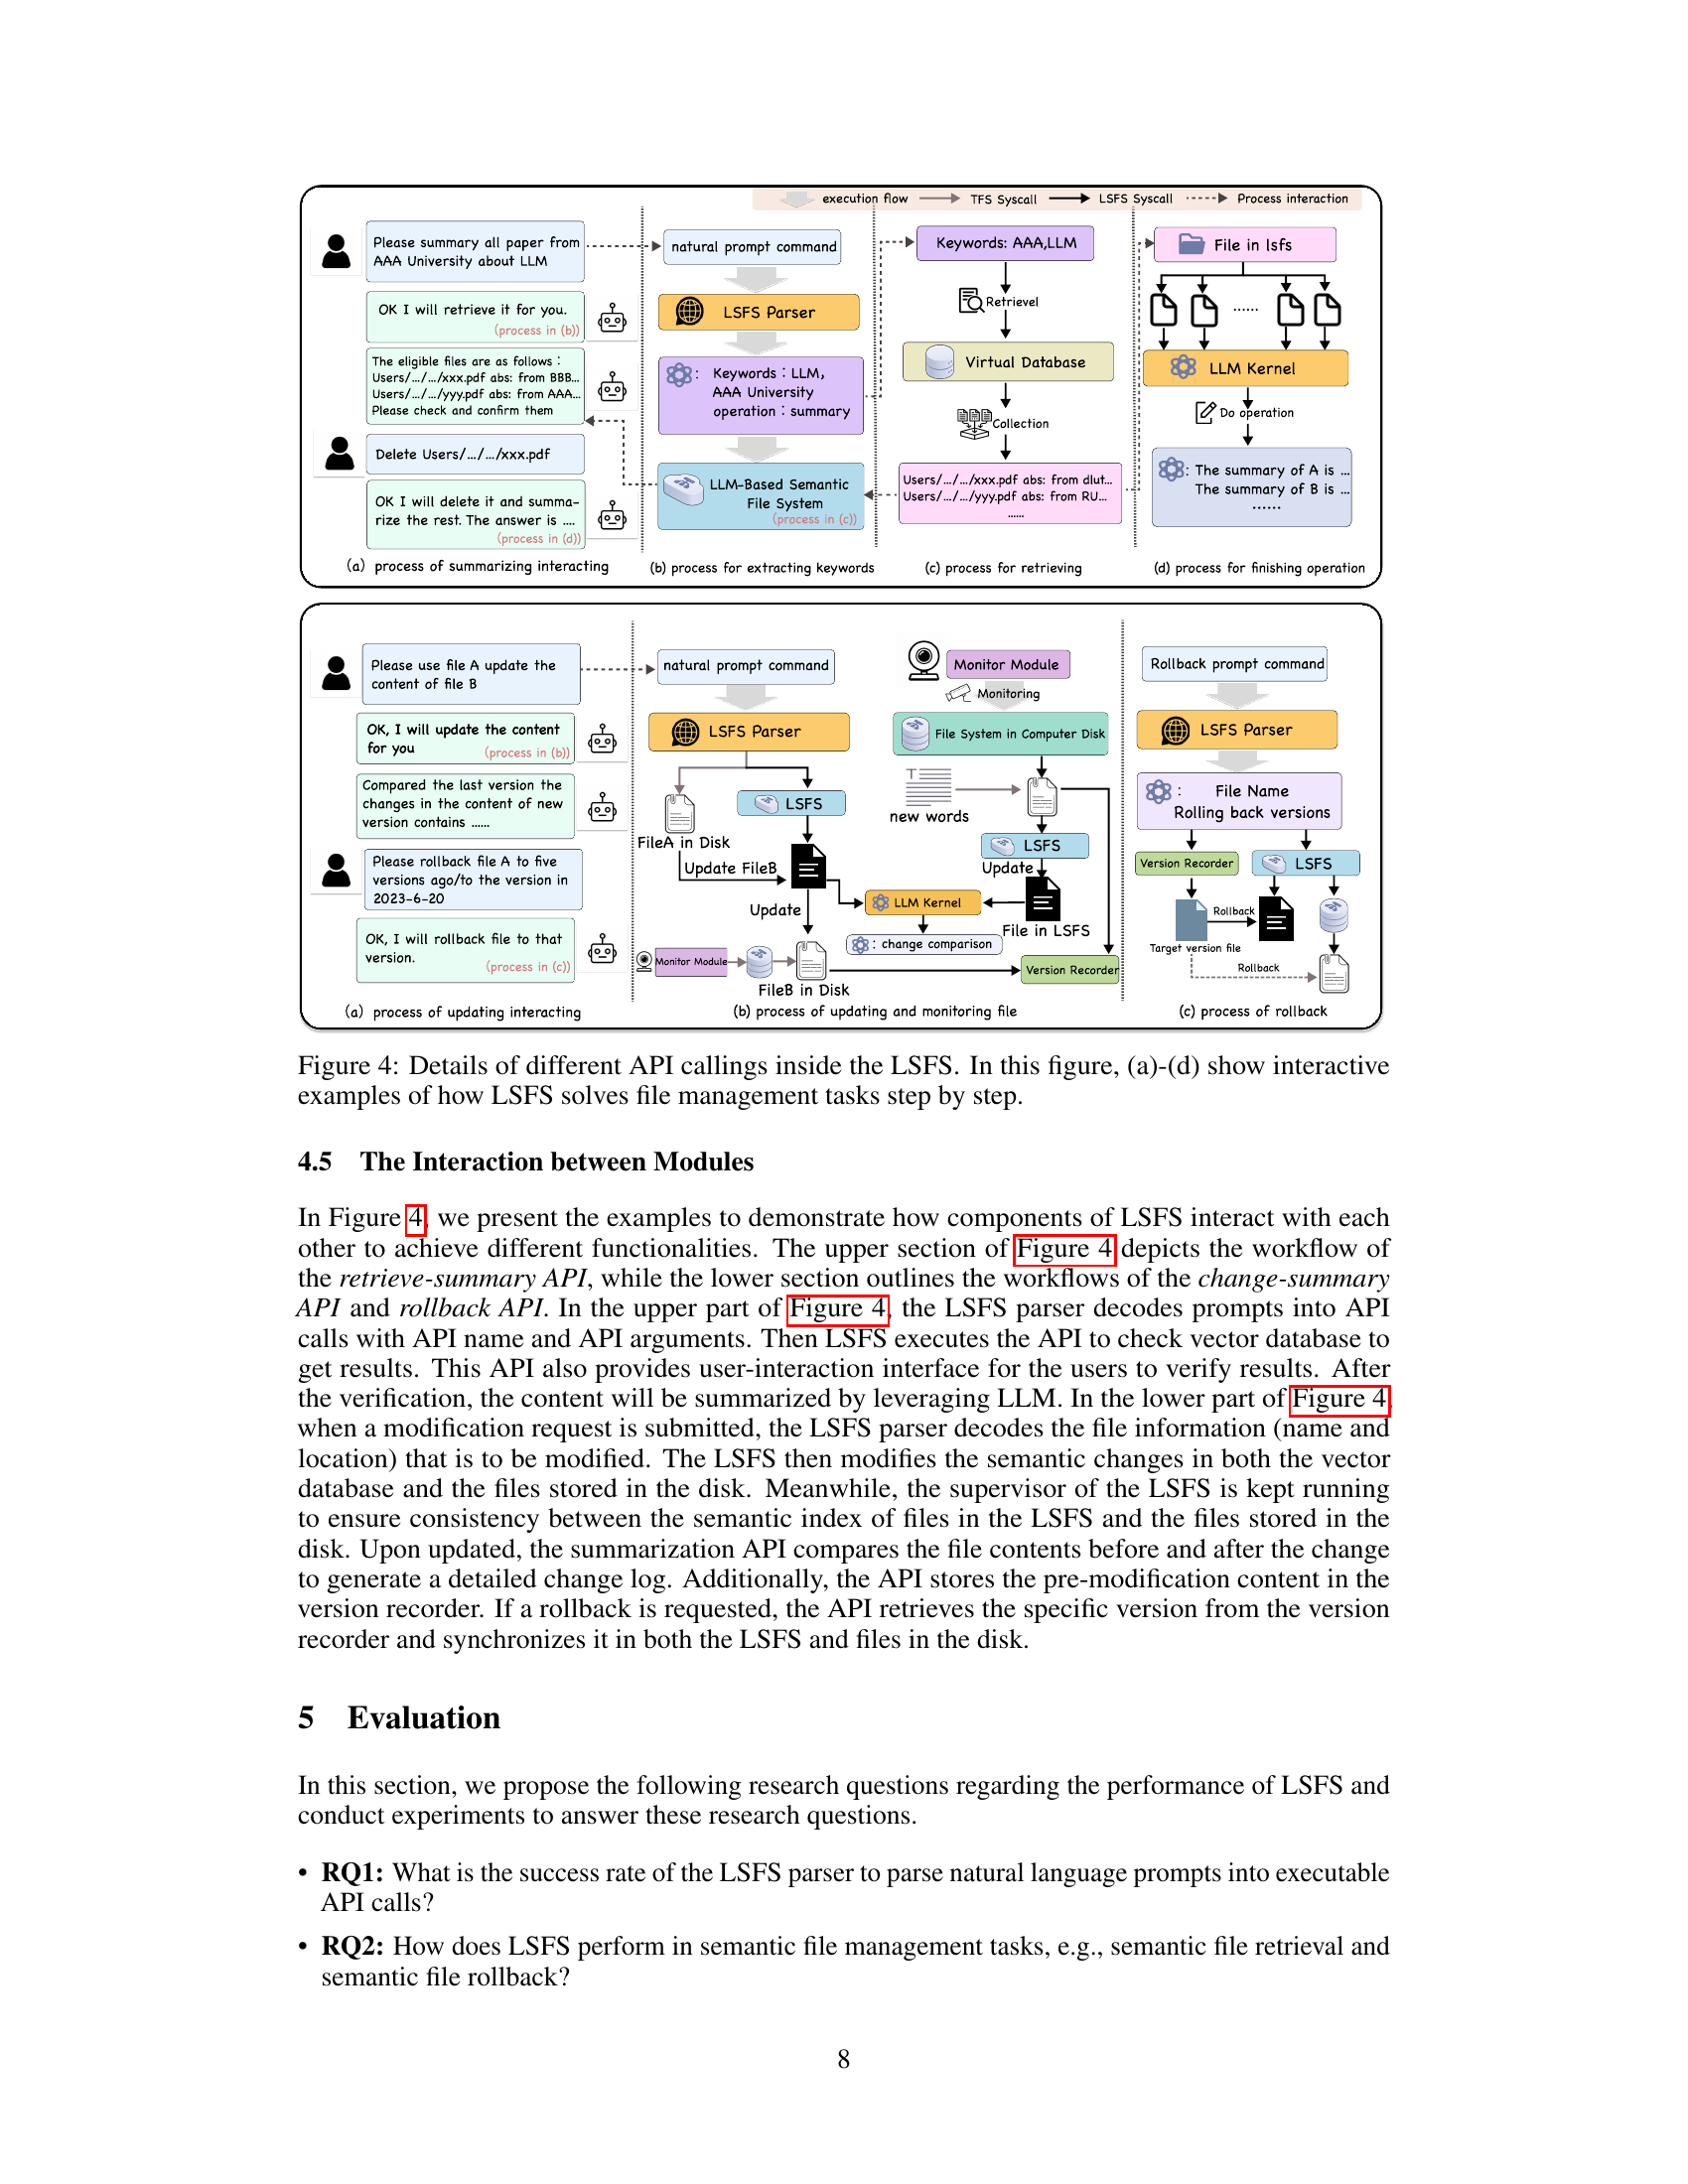 execution flow TFS Syscall LSFS Syscall Process interaction
Please summary all paper from
AAA University about LLM
OK I will retrieve it for you.
(process in (b))
The eligible files are as follows：
Users/.../.../xxx.pdf abs: from BBB...
Users/.../.../yyy.pdf abs: from AAA...
Please check and confirm them
Delete Users/.../.../xxx.pdf
OK I will delete it and summa-
rize the rest. The answer is ....
(process in (d))
(a) process of summarizing interacting
natural prompt command
LSFS Parser
: Keywords：LLM,
AAA University
operation：summary
LLM-Based Semantic
File System
(process in (c))
(b) process for extracting keywords
Keywords: AAA,LLM
Retrievel
Virtual Database
Collection
Users/.../.../xxx.pdf abs: from dlut...
Users/.../.../yyy.pdf abs: from RU...
......
(c) process for retrieving
File in lsfs
......
LLM Kernel
Do operation
: The summary of A is ...
The summary of B is ...
......
(d) process for finishing operation
Please use file A update the
content of file B
OK, I will update the content
for you
(process in (b))
Compared the last version the
changes in the content of new
version contains ......
Please rollback file A to five
versions ago/to the version in
2023-6-20
OK, I will rollback file to that
version.
(process in (c))
(a) process of updating interacting
natural prompt command
LSFS Parser
LSFS
FileA in Disk
Update FileB
Update
Monitor Module
FileB in Disk
Monitor Module
Monitoring
File System in Computer Disk
T
new words
LSFS
Update
LLM Kernel
File in LSFS
: change comparison
Version Recorder
(b) process of updating and monitoring file
Rollback prompt command
LSFS Parser
: File Name
Rolling back versions
Version Recorder
LSFS
Rollback
Target version file
Rollback
(c) process of rollback
Figure 4: Details of different API callings inside the LSFS. In this figure, (a)-(d) show interactive
examples of how LSFS solves file management tasks step by step.
4.5 The Interaction between Modules
In Figure 4, we present the examples to demonstrate how components of LSFS interact with each
other to achieve different functionalities. The upper section of Figure 4 depicts the workflow of
the retrieve-summary API, while the lower section outlines the workflows of the change-summary
API and rollback API. In the upper part of Figure 4, the LSFS parser decodes prompts into API
calls with API name and API arguments. Then LSFS executes the API to check vector database to
get results. This API also provides user-interaction interface for the users to verify results. After
the verification, the content will be summarized by leveraging LLM. In the lower part of Figure 4,
when a modification request is submitted, the LSFS parser decodes the file information (name and
location) that is to be modified. The LSFS then modifies the semantic changes in both the vector
database and the files stored in the disk. Meanwhile, the supervisor of the LSFS is kept running
to ensure consistency between the semantic index of files in the LSFS and the files stored in the
disk. Upon updated, the summarization API compares the file contents before and after the change
to generate a detailed change log. Additionally, the API stores the pre-modification content in the
version recorder. If a rollback is requested, the API retrieves the specific version from the version
recorder and synchronizes it in both the LSFS and files in the disk.
5 Evaluation
In this section, we propose the following research questions regarding the performance of LSFS and
conduct experiments to answer these research questions.
• RQ1: What is the success rate of the LSFS parser to parse natural language prompts into executable
API calls?
• RQ2: How does LSFS perform in semantic file management tasks, e.g., semantic file retrieval and
semantic file rollback?
8